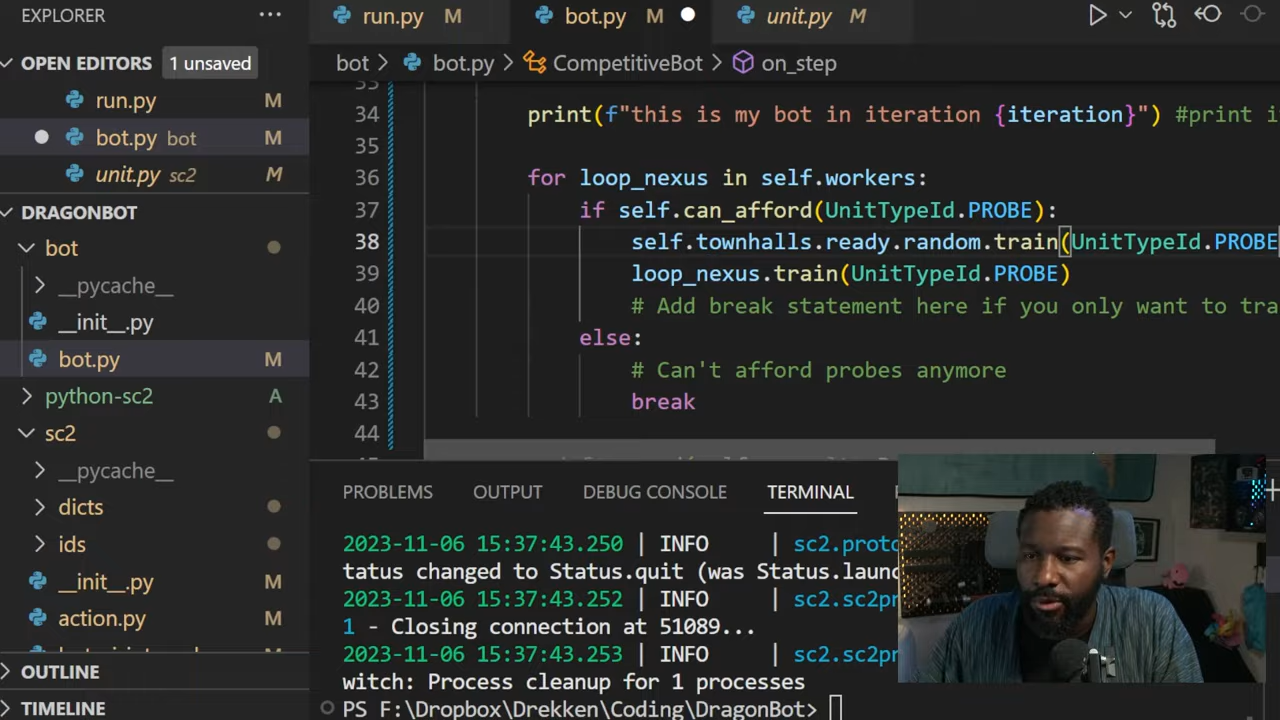 EXPLORER ...
OPEN EDITORS 1 unsaved
run.py M
bot.py bot M
unit.py sc2 M
DRAGONBOT
bot
__pycache__
__init__.py
bot.py M
python-sc2 A
sc2
__pycache__
dicts
ids
__init__.py M
action.py M
OUTLINE
TIMELINE
run.py M bot.py M unit.py M
bot > bot.py > CompetitiveBot > on_step
34 print(f"this is my bot in iteration {iteration}") #print i
35
36 for loop_nexus in self.workers:
37 if self.can_afford(UnitTypeId.PROBE):
38 self.townhalls.ready.random.train(UnitTypeId.PROBE
39 loop_nexus.train(UnitTypeId.PROBE)
40 # Add break statement here if you only want to tra
41 else:
42 # Can't afford probes anymore
43 break
44
PROBLEMS OUTPUT DEBUG CONSOLE TERMINAL
2023-11-06 15:37:43.250 | INFO | sc2.proto
tatus changed to Status.quit (was Status.launc
2023-11-06 15:37:43.252 | INFO | sc2.sc2pr
1 - Closing connection at 51089...
2023-11-06 15:37:43.253 | INFO | sc2.sc2pr
witch: Process cleanup for 1 processes
PS F:\Dropbox\Drekken\Coding\DragonBot>